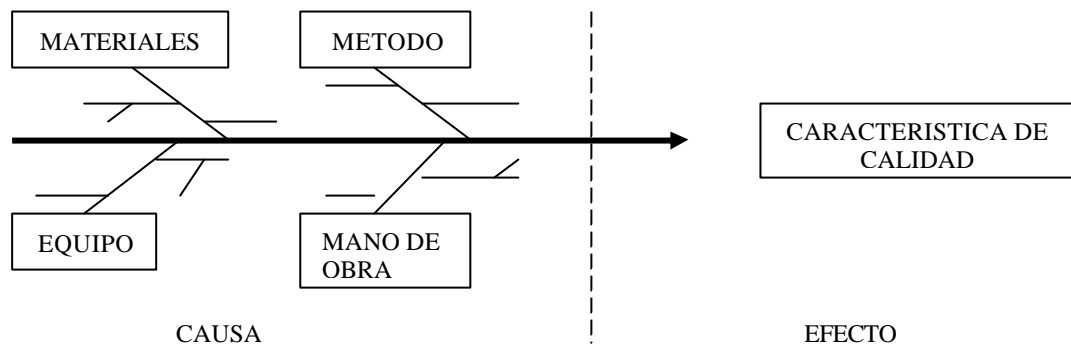 MATERIALES
METODO
CARACTERISTICA DE
CALIDAD
EQUIPO
MANO DE
OBRA
CAUSA
EFECTO